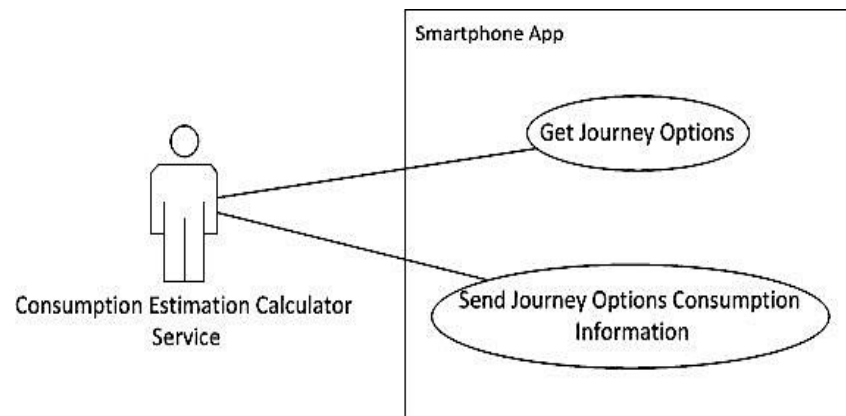 Smartphone App
Get Journey Options
Consumption Estimation Calculator
Service
Send Journey Options Consumption
Information